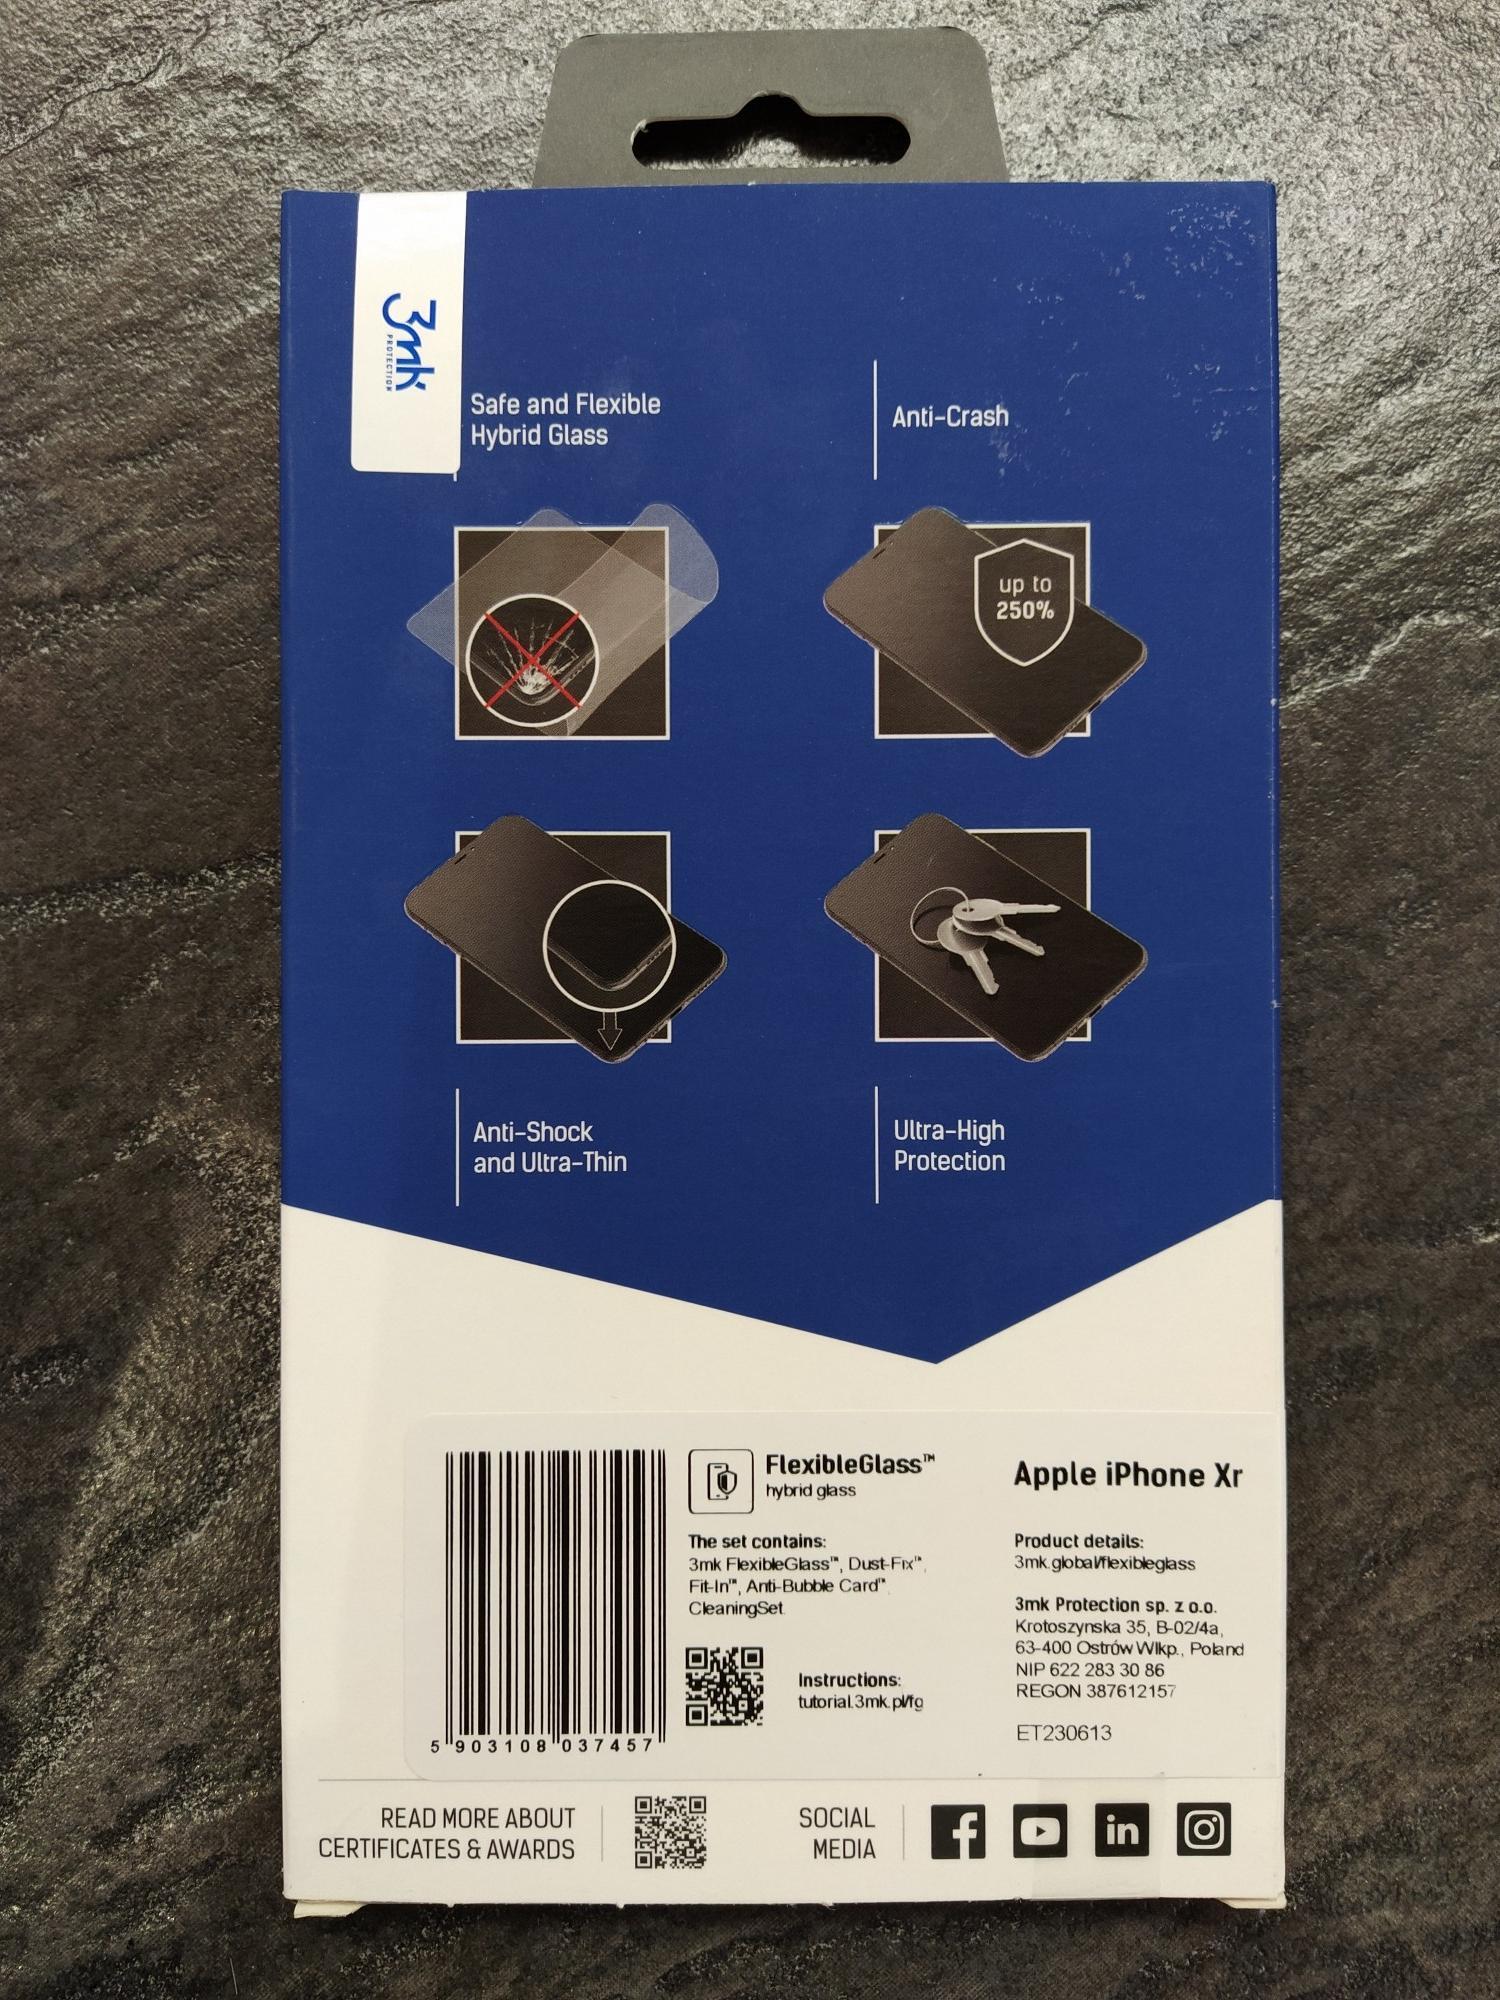 3mk
PROTECTION
Safe and Flexible
Hybrid Glass
Anti-Crash
up to
250%
Anti-Shock
and Ultra-Thin
Ultra-High
Protection
FlexibleGlass™
hybrid glass
Apple iPhone Xr
The set contains:
3mk FlexibleGlass™, Dust-Fix™,
Fit-In™, Anti-Bubble Card™
CleaningSet
Instructions:
tutorial.3mk.pl/fg
Product details:
3mk.global/flexibleglass
3mk Protection sp. z o.o.
Krotoszynska 35, B-02/4a,
63-400 Ostrów Wlkp., Poland
NIP 622 283 30 86
REGON 387612157
ET230613
5 903108 037457
READ MORE ABOUT
CERTIFICATES & AWARDS
SOCIAL
MEDIA
f
in